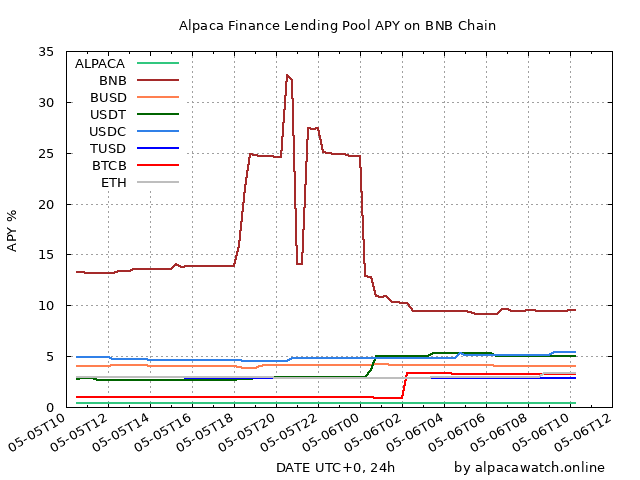 Alpaca Finance Lending Pool APY on BNB Chain
35
30
25
20
15
10
5
0
APY %
ALPACA
BNB
BUSD
USDT
USDC
TUSD
BTCB
ETH
05-05T10
05-05T12
05-05T14
05-05T16
05-05T18
05-05T20
05-05T22
05-06T00
05-06T02
05-06T04
05-06T06
05-06T08
05-06T10
05-06T12
DATE UTC+0, 24h
by alpacawatch.online